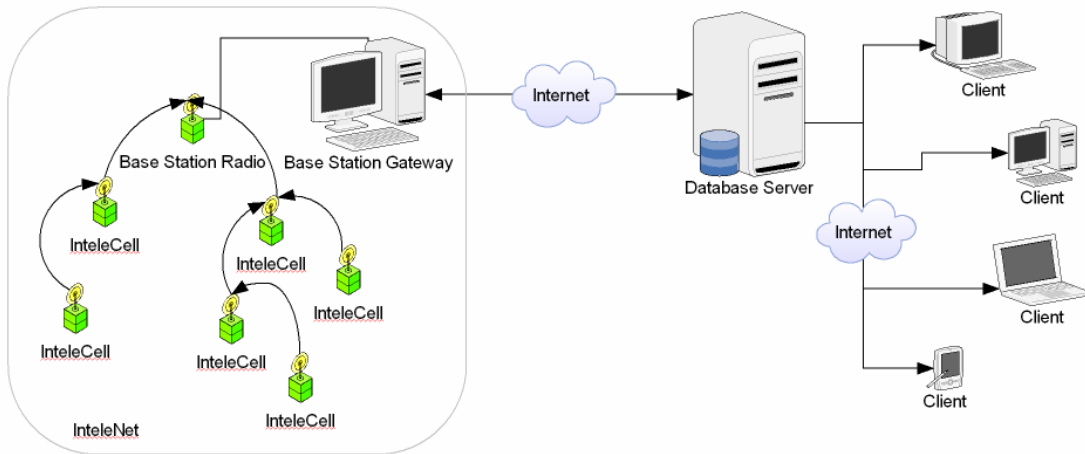 Base Station Radio
Base Station Gateway
InteleCell
InteleCell
InteleCell
InteleCell
InteleCell
InteleCell
InteleNet
Internet
Database Server
Internet
Client
Client
Client
Client